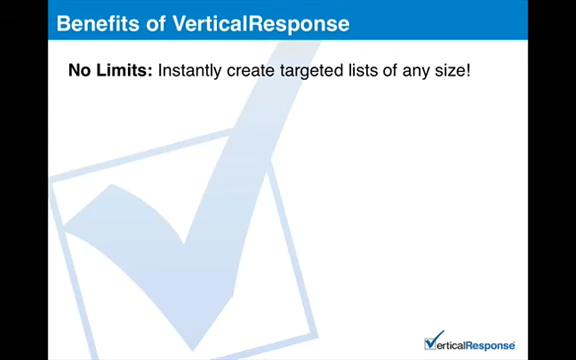 Benefits of VerticalResponse
No Limits: Instantly create targeted lists of any size!
VerticalResponse